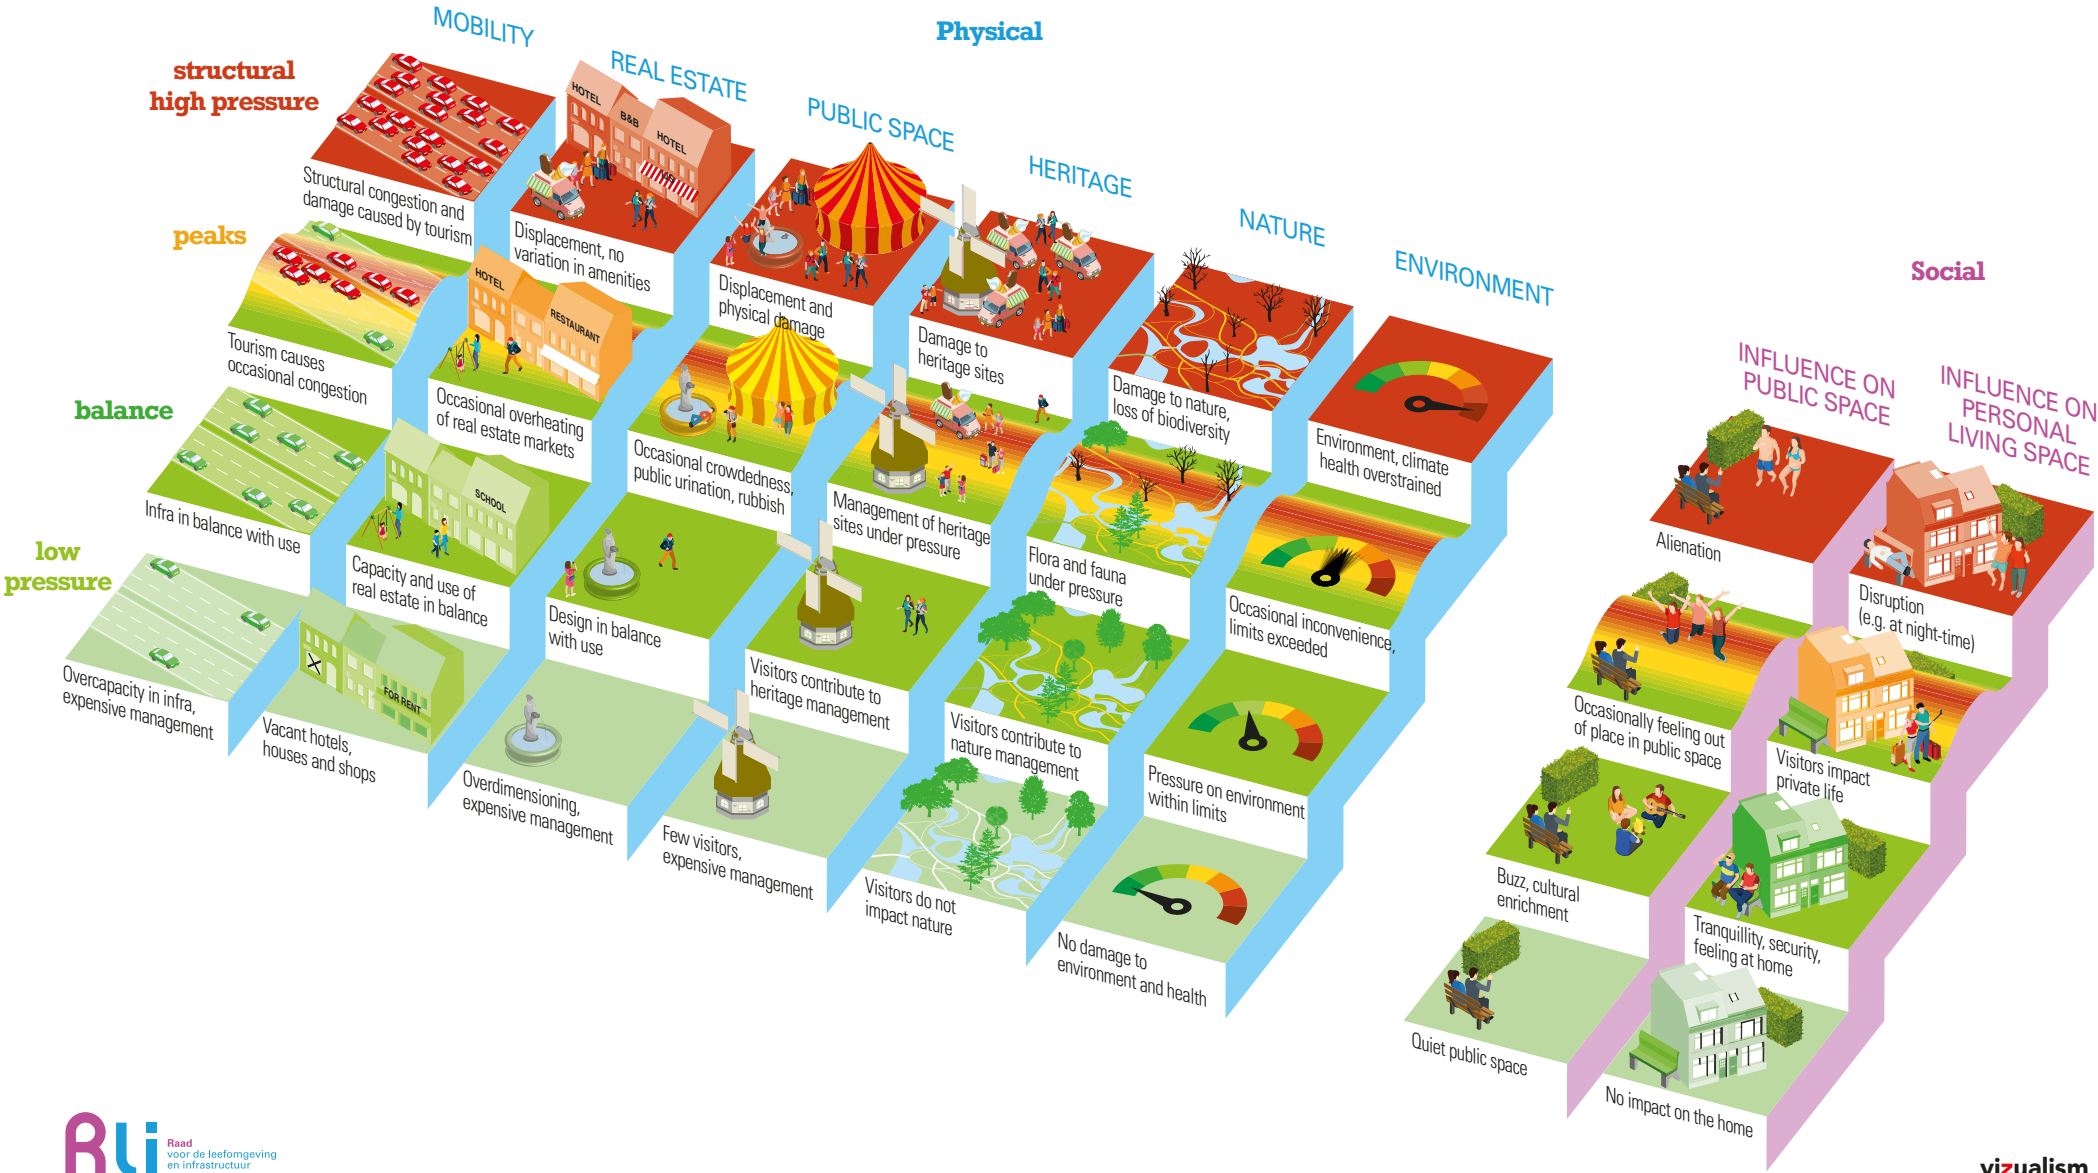 Physical
MOBILITY
REAL ESTATE
PUBLIC SPACE
HERITAGE
NATURE
ENVIRONMENT
Social
INFLUENCE ON
PUBLIC SPACE
INFLUENCE ON
PERSONAL
LIVING SPACE
structural
high pressure
HOTEL
B&B
HOTEL
Structural congestion and
damage caused by tourism
Displacement, no
variation in amenities
Displacement and
physical damage
Damage to
heritage sites
Damage to nature,
loss of biodiversity
Environment, climate
health overstrained
Alienation
Disruption
(e.g. at night-time)
peaks
HOTEL
RESTAURANT
Tourism causes
occasional congestion
Occasional overheating
of real estate markets
Occasional crowdedness,
public urination, rubbish
Management of heritage
sites under pressure
Flora and fauna
under pressure
Occasional inconvenience,
limits exceeded
Occasionally feeling out
of place in public space
Visitors impact
private life
balance
SCHOOL
Infra in balance with use
Capacity and use of
real estate in balance
Design in balance
with use
Visitors contribute to
heritage management
Visitors contribute to
nature management
Pressure on environment
within limits
Buzz, cultural
enrichment
Tranquillity, security,
feeling at home
low
pressure
FOR RENT
Overcapacity in infra,
expensive management
Vacant hotels,
houses and shops
Overdimensioning,
expensive management
Few visitors,
expensive management
Visitors do not
impact nature
No damage to
environment and health
Quiet public space
No impact on the home
Rli
Raad
voor de leefomgeving
en infrastructuur
vizualism